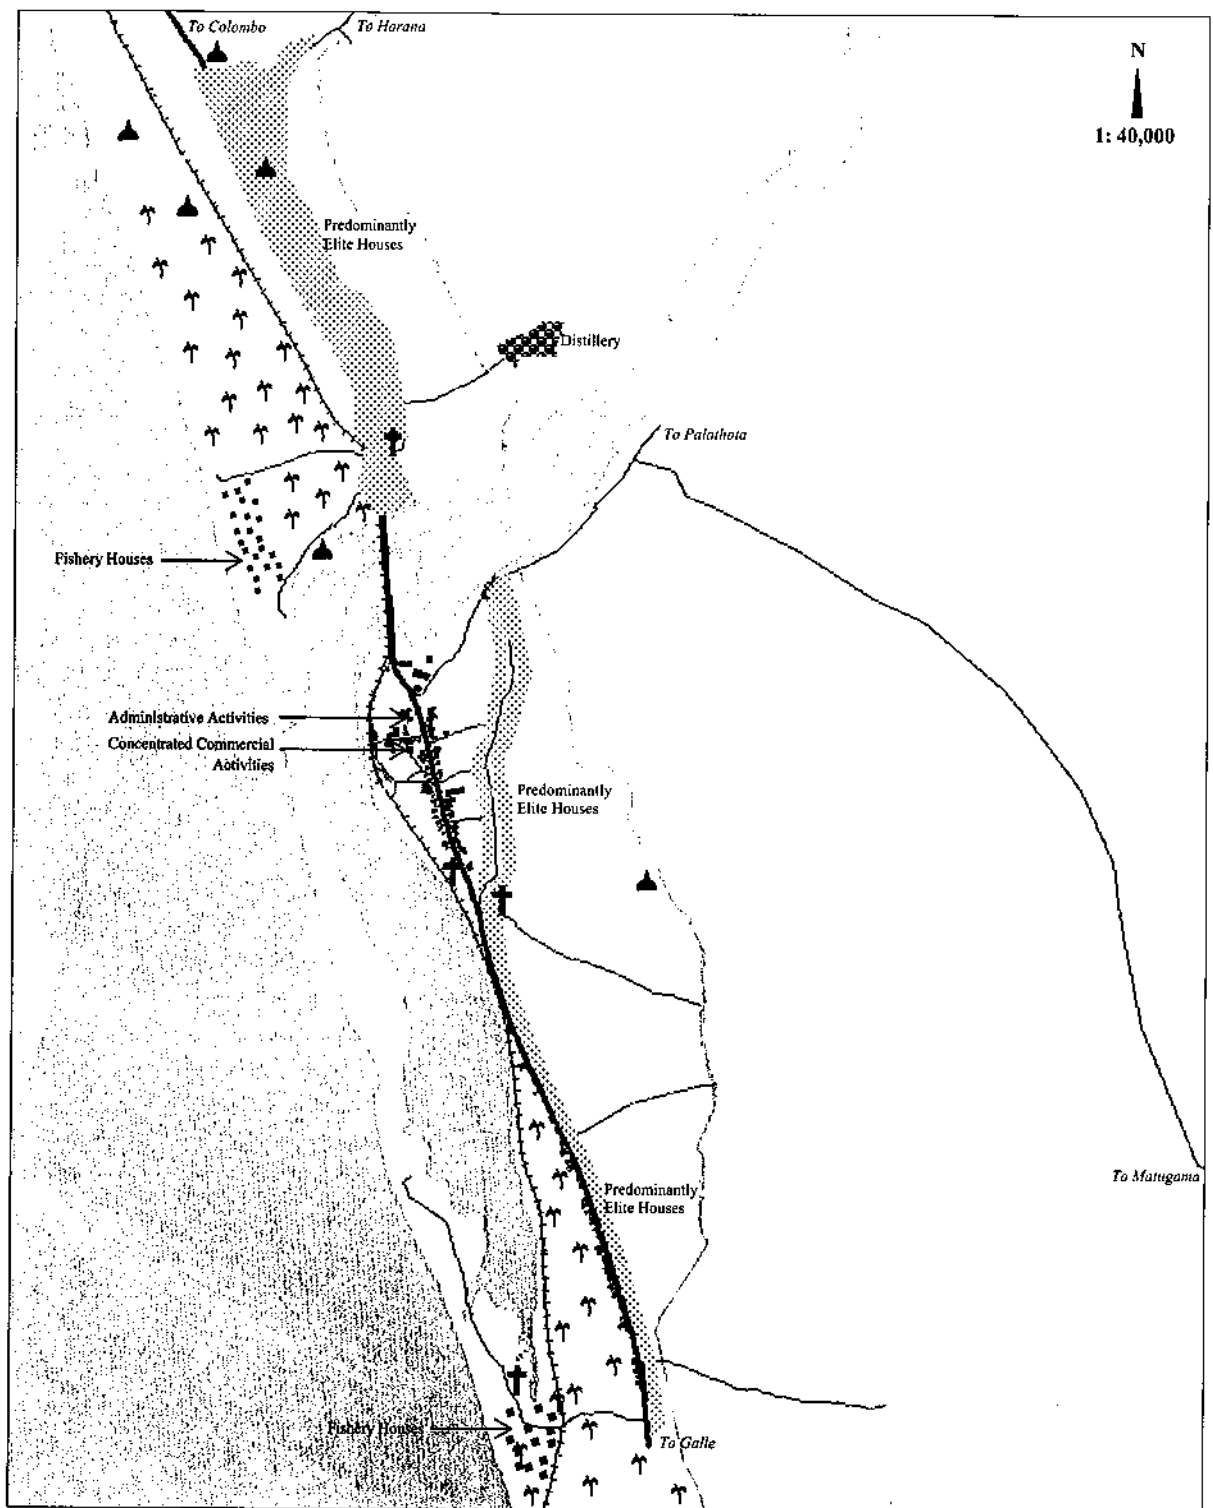 To Colombo
To Horana
N
1: 40,000
Predominantly
Elite Houses
Distillery
To Palathota
Fishery Houses
Administrative Activities
Concentrated Commercial
Activities
Predominantly
Elite Houses
To Matugama
Predominantly
Elite Houses
Fishery Houses
To Galle